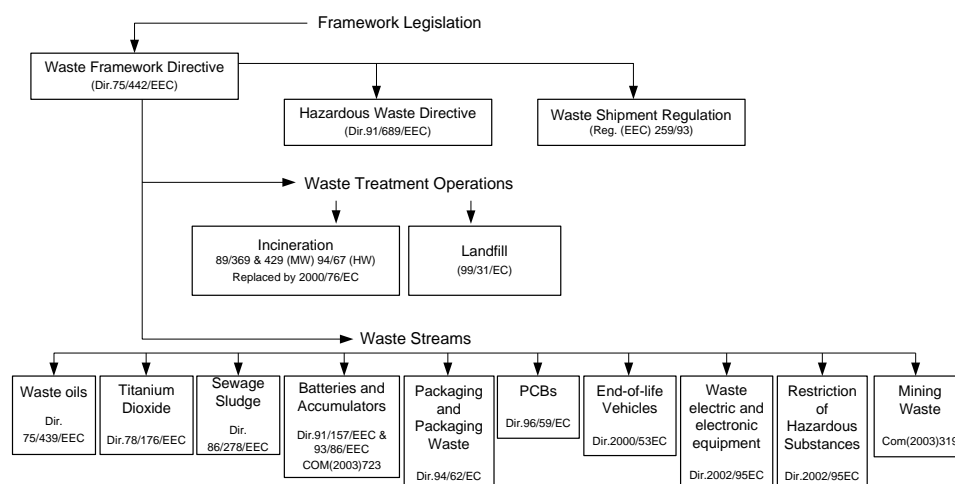 Framework Legislation
Waste Framework Directive
(Dir.75/442/EEC)
Hazardous Waste Directive
(Dir.91/689/EEC)
Waste Shipment Regulation
(Reg. (EEC) 259/93)
Waste Treatment Operations
Incineration
89/369 & 429 (MW) 94/67 (HW)
Replaced by 2000/76/EC
Landfill
(99/31/EC)
Waste Streams
Waste oils
Dir.
75/439/EEC
Titanium
Dioxide
Dir.78/176/EEC
Sewage
Sludge
Dir.
86/278/EEC
Batteries and
Accumulators
Dir.91/157/EEC &
93/86/EEC
COM(2003)723
Packaging
and
Packaging
Waste
Dir.94/62/EC
PCBs
Dir.96/59/EC
End-of-life
Vehicles
Dir.2000/53EC
Waste
electric and
electronic
equipment
Dir.2002/95EC
Restriction
of
Hazardous
Substances
Dir.2002/95EC
Mining
Waste
Com(2003)319